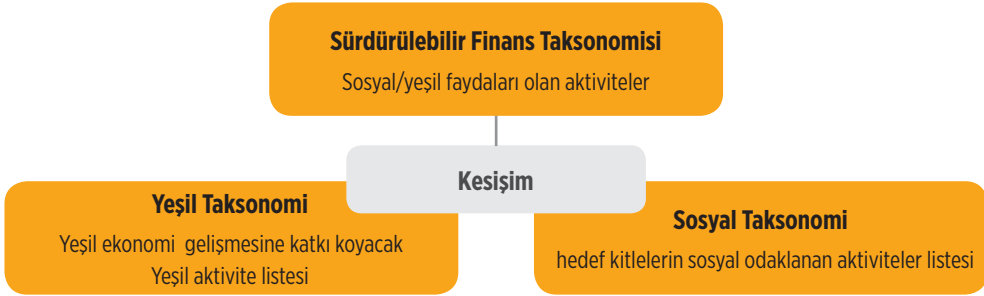 Sürdürülebilir Finans Taksonomisi
Sosyal/yeşil faydaları olan aktiviteler
Kesişim
Yeşil Taksonomi
Yeşil ekonomi gelişmesine katkı koyacak
Yeşil aktivite listesi
Sosyal Taksonomi
hedef kitlelerin sosyal odaklanan aktiviteler listesi